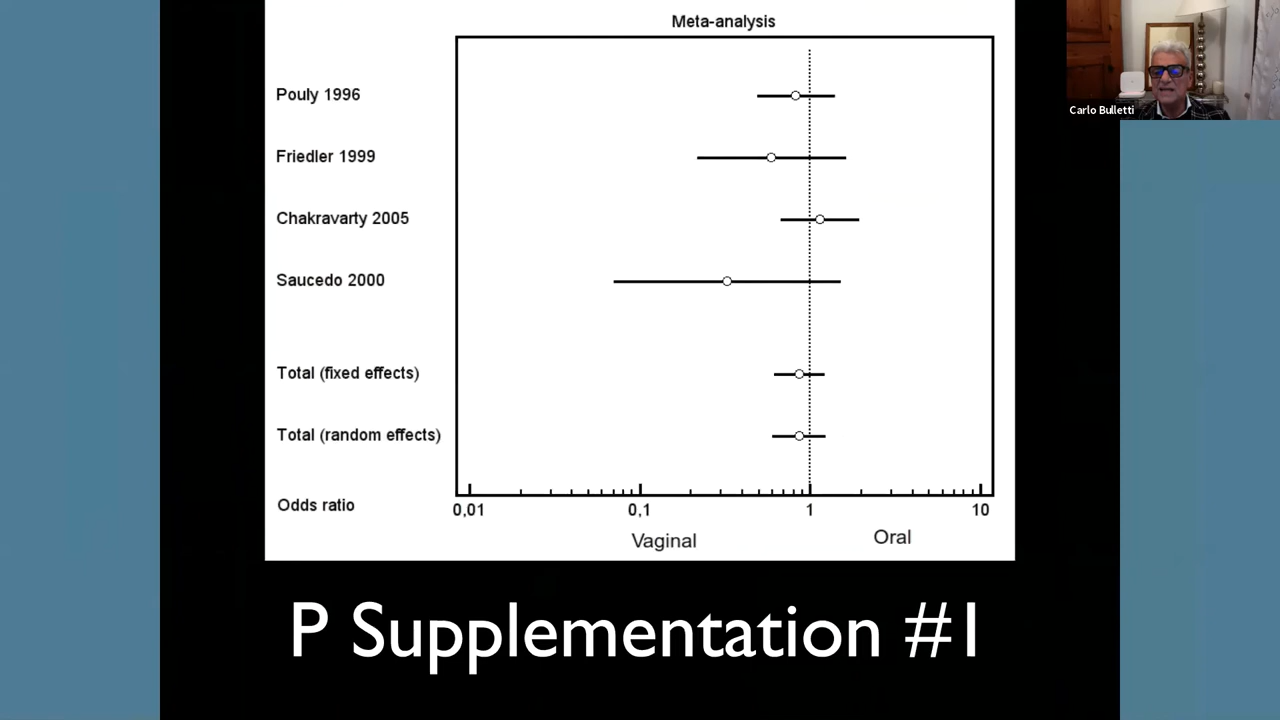 Meta-analysis
Pouly 1996
Friedler 1999
Chakravarty 2005
Saucedo 2000
Total (fixed effects)
Total (random effects)
Odds ratio
0,01 0,1 1 10
Vaginal Oral
P Supplementation #1
Carlo Bulletti